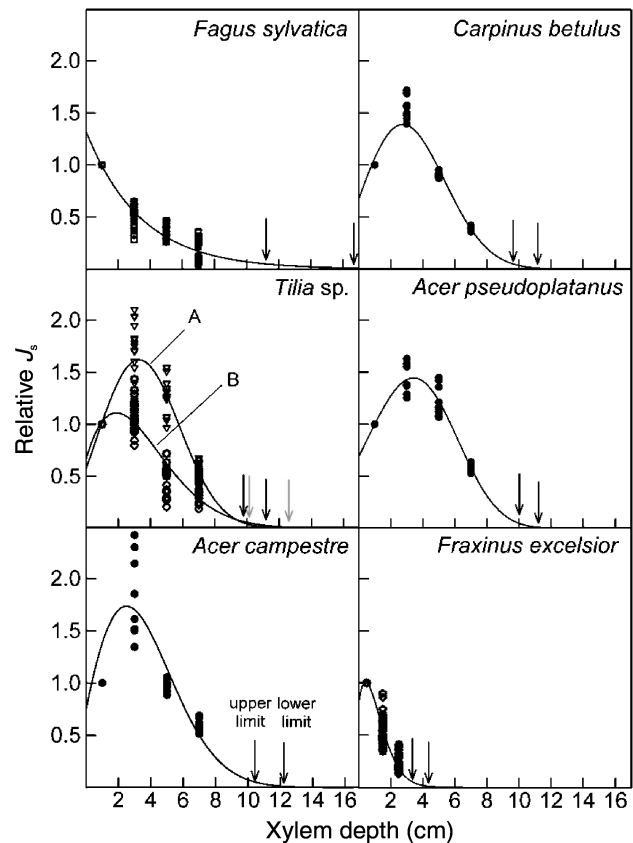 Fagus sylvatica
Carpinus betulus
2.0
1.5
1.0
0.5
Tilia sp.
Acer pseudoplatanus
A
B
2.0
1.5
1.0
0.5
Relative Js
Acer campestre
Fraxinus excelsior
2.0
1.5
1.0
0.5
upper lower
limit limit
2 4 6 8 10 12 14 16
2 4 6 8 10 12 14 16
Xylem depth (cm)